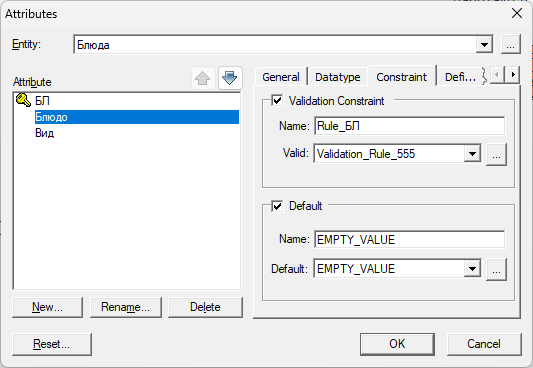 Attributes
Entity: Блюда ...
Attribute
БП
Блюдо
Вид
New... Rename... Delete
Reset...
General Datatype Constraint Defi...
Validation Constraint
Name: Rule_БП
Valid: Validation_Rule_555 ...
Default
Name: EMPTY_VALUE
Default: EMPTY_VALUE ...
OK Cancel